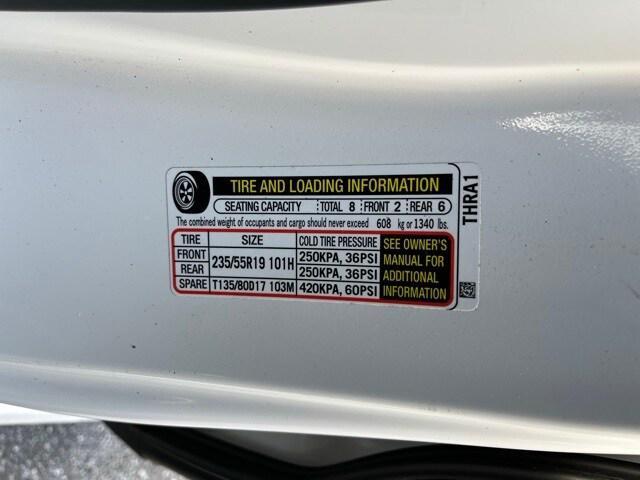 TIRE AND LOADING INFORMATION
SEATING CAPACITY TOTAL 8 FRONT 2 REAR 6
The combined weight of occupants and cargo should never exceed 608 kg or 1340 lbs.
TIRE SIZE COLD TIRE PRESSURE SEE OWNER'S
FRONT 235/55R19 101H 250KPA, 36PSI MANUAL FOR
REAR 250KPA, 36PSI ADDITIONAL
SPARE T135/80D17 103M 420KPA, 60PSI INFORMATION
THRA1